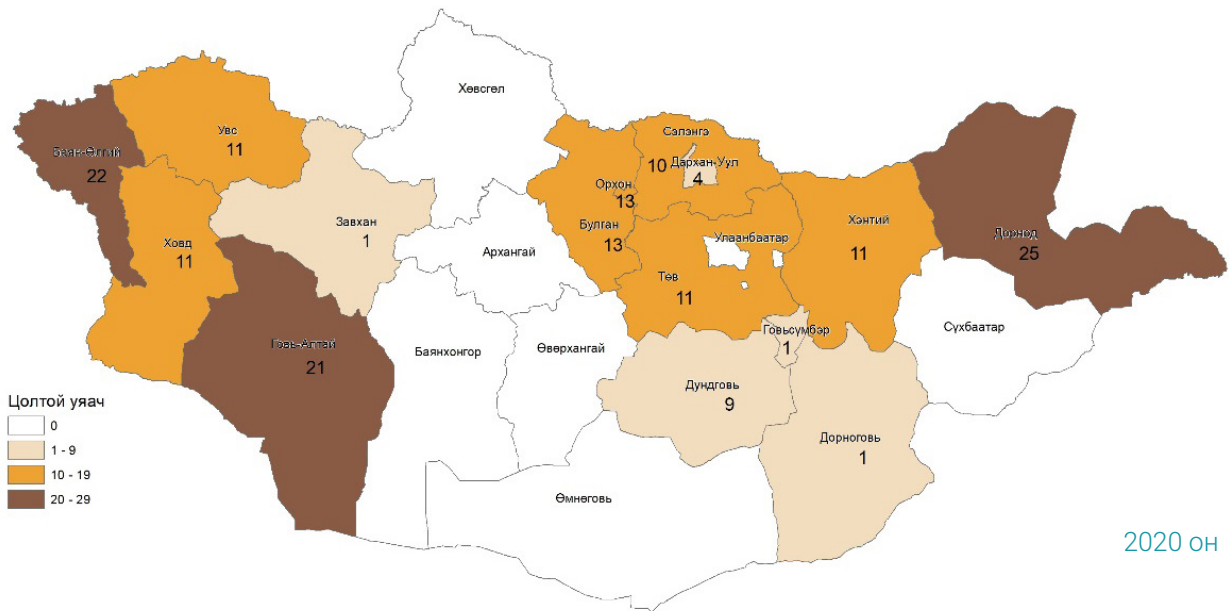 Хөвсгөл
Увс
11
Баян-Өлгий
22
Сэлэнгэ
10
Дархан-Уул
4
Орхон
13
Булган
13
Завхан
1
Ховд
11
Архангай
Улаанбаатар
Төв
11
Хэнтий
11
Дорнод
25
Сүхбаатар
Говьсүмбэр
1
Говь-Алтай
21
Баянхонгор
Өвөрхангай
Дундговь
9
Дорноговь
1
Өмнөговь
Цолтой уяач
0
1 - 9
10 - 19
20 - 29
2020 он